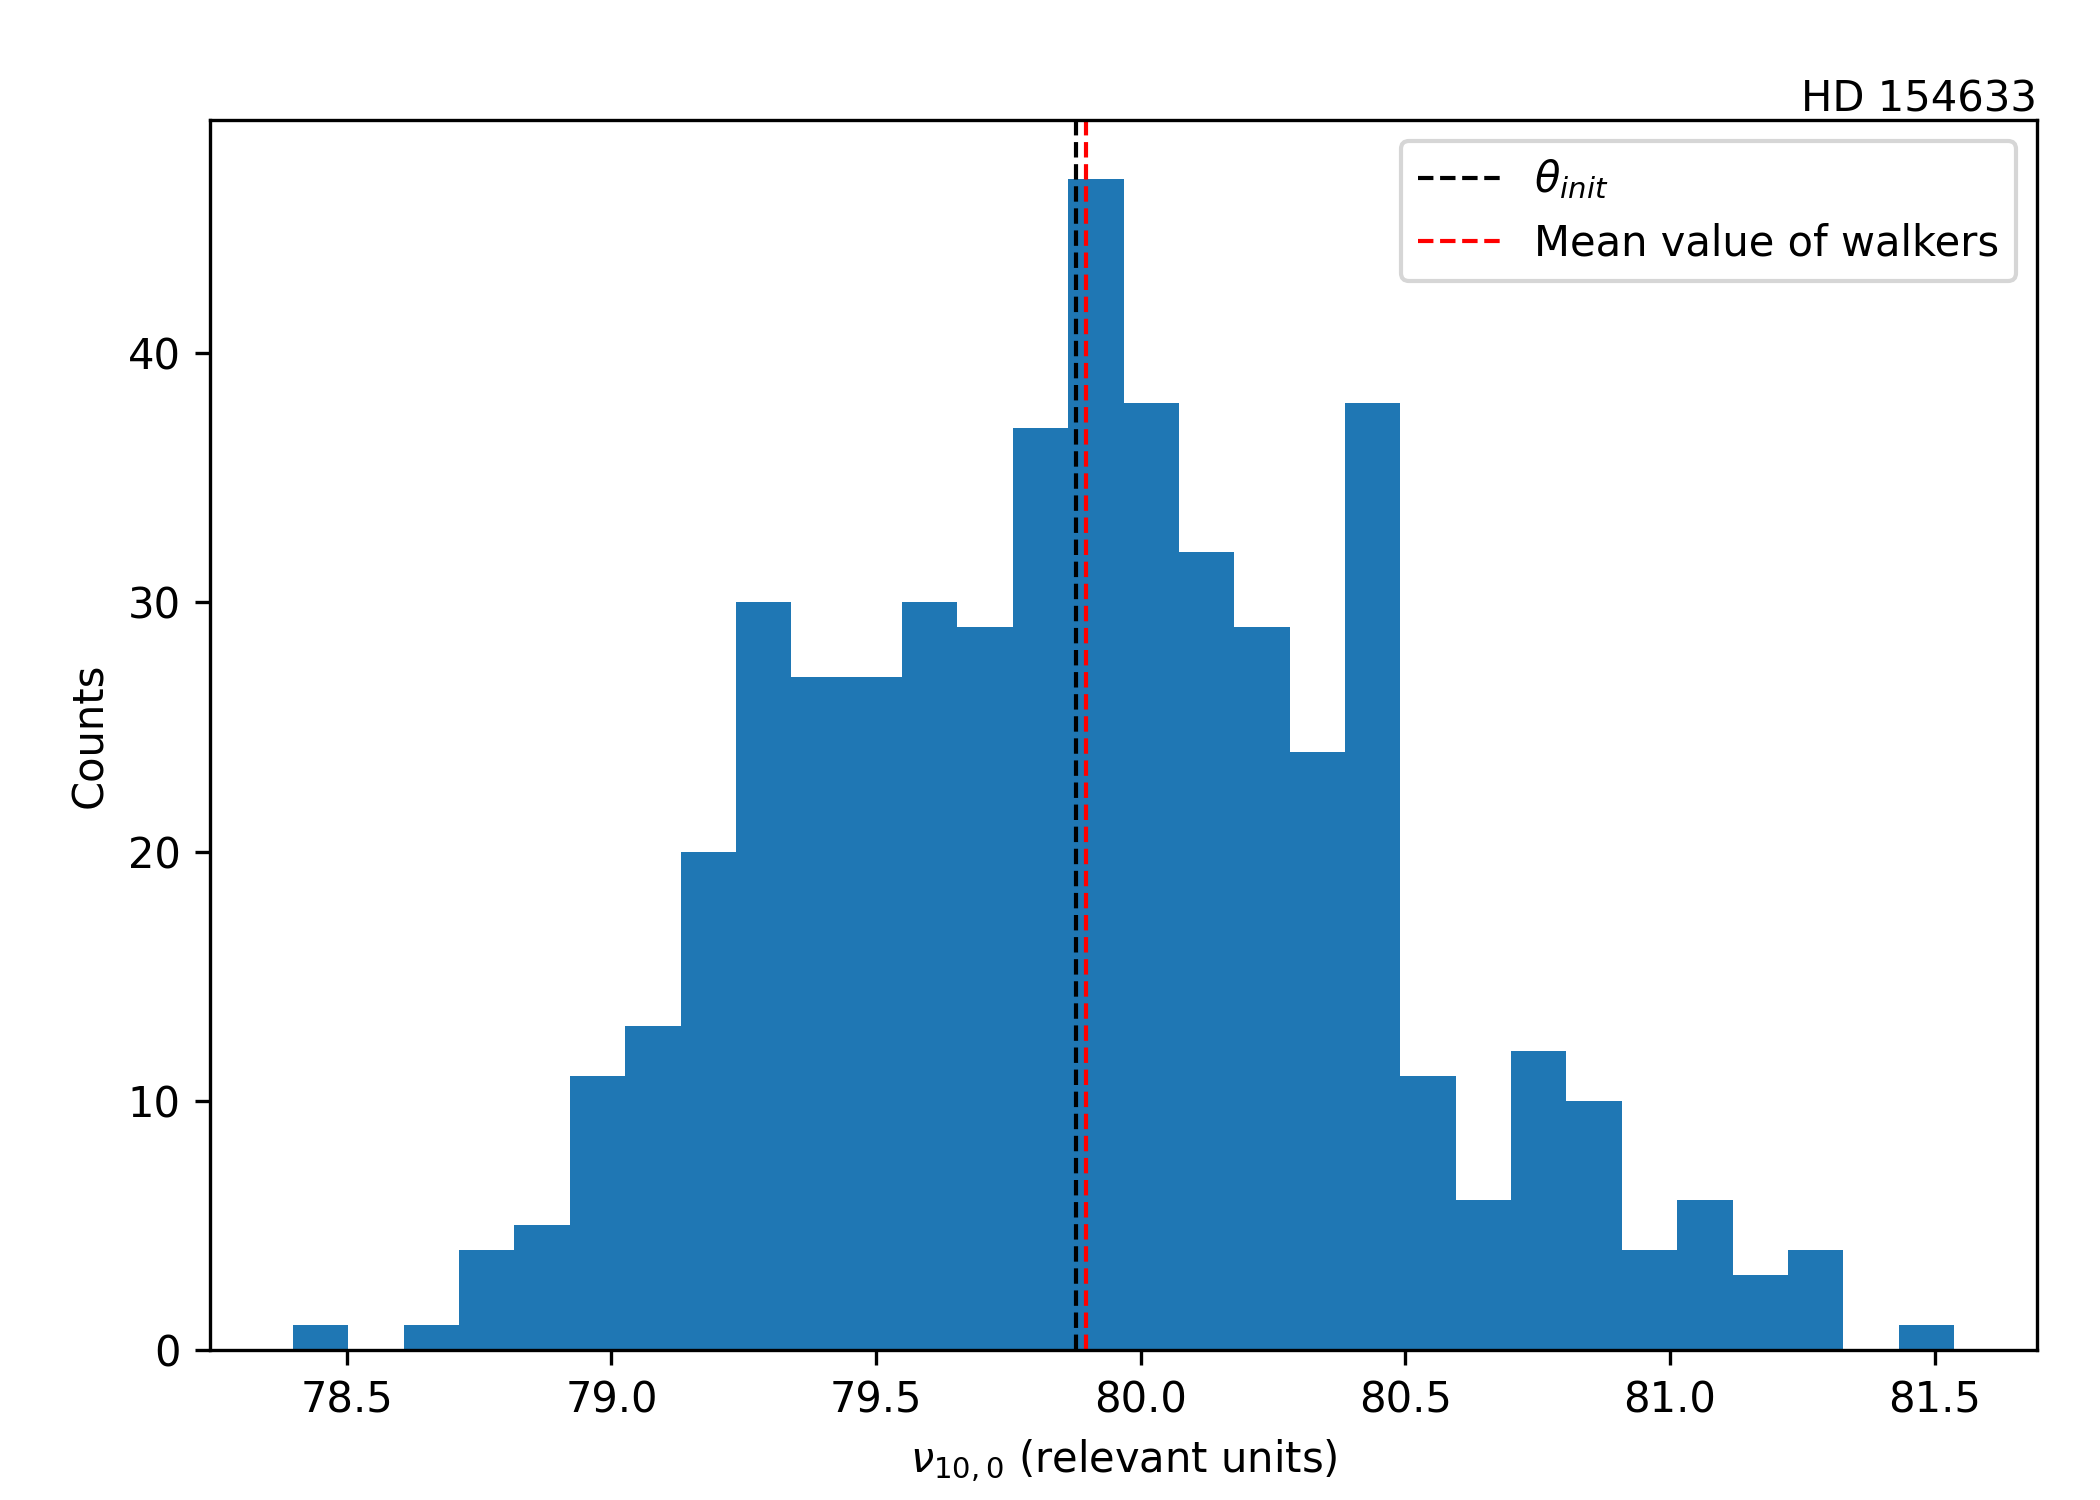 HD 154633
θinit
Mean value of walkers
40
30
20
10
0
Counts
78.5 79.0 79.5 80.0 80.5 81.0 81.5
ν10, 0 (relevant units)